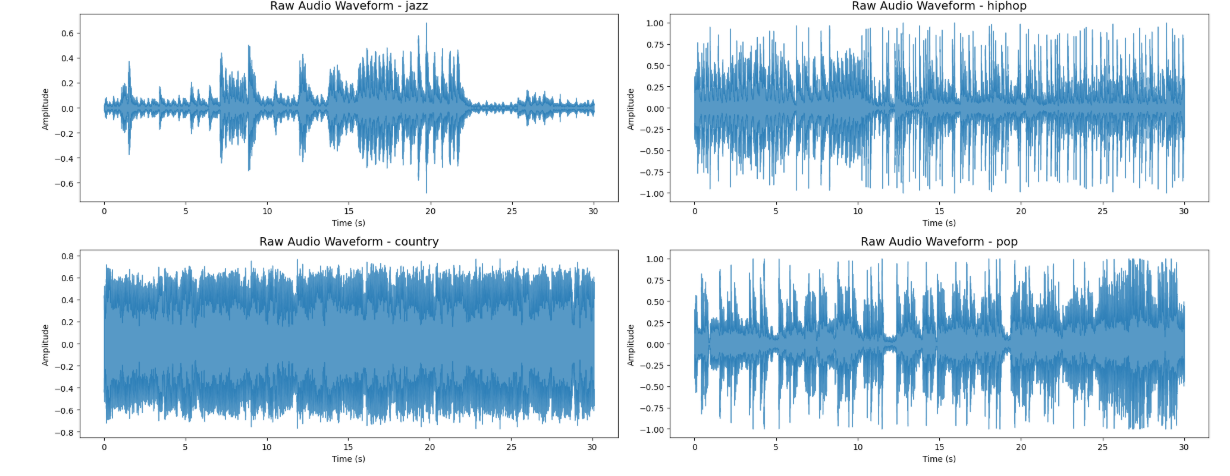 Raw Audio Waveform - jazz
0.6
0.4
0.2
0.0
−0.2
−0.4
−0.6
Amplitude
0 5 10 15 20 25 30
Time (s)
Raw Audio Waveform - hiphop
1.00
0.75
0.50
0.25
0.00
−0.25
−0.50
−0.75
−1.00
Amplitude
0 5 10 15 20 25 30
Time (s)
Raw Audio Waveform - country
0.8
0.6
0.4
0.2
0.0
−0.2
−0.4
−0.6
−0.8
Amplitude
0 5 10 15 20 25 30
Time (s)
Raw Audio Waveform - pop
1.00
0.75
0.50
0.25
0.00
−0.25
−0.50
−0.75
−1.00
Amplitude
0 5 10 15 20 25 30
Time (s)